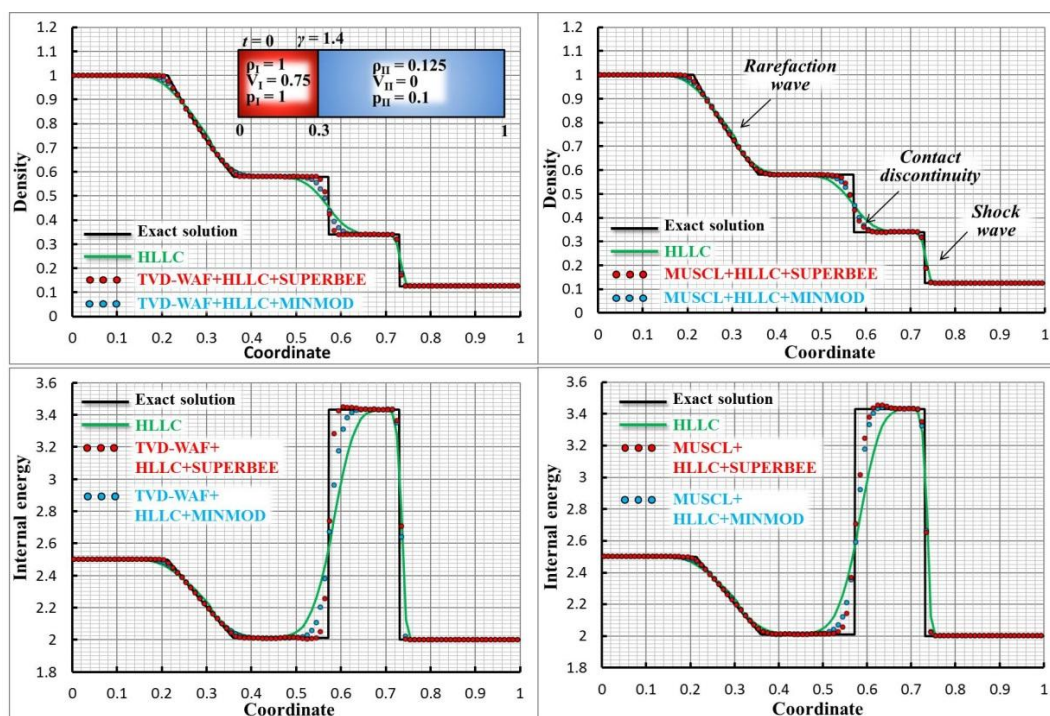 1.2
1.1
1
0.9
0.8
0.7
0.6
0.5
0.4
0.3
0.2
0.1
0
Density
t=0 γ = 1.4
ρI = 1
VI = 0.75
pI = 1
ρII = 0.125
VII = 0
pII = 0.1
0 0.3 1
Exact solution
HLLC
TVD-WAF+HLLC+SUPERBEE
TVD-WAF+HLLC+MINMOD
0 0.1 0.2 0.3 0.4 0.5 0.6 0.7 0.8 0.9 1
Coordinate
1.2
1.1
1
0.9
0.8
0.7
0.6
0.5
0.4
0.3
0.2
0.1
0
Density
Rarefaction
wave
Contact
discontinuity
Shock
wave
Exact solution
HLLC
MUSCL+HLLC+SUPERBEE
MUSCL+HLLC+MINMOD
0 0.1 0.2 0.3 0.4 0.5 0.6 0.7 0.8 0.9 1
Coordinate
3.6
3.4
3.2
3.0
2.8
2.6
2.4
2.2
2.0
1.8
Internal energy
Exact solution
HLLC
TVD-WAF+
HLLC+SUPERBEE
TVD-WAF+
HLLC+MINMOD
0 0.1 0.2 0.3 0.4 0.5 0.6 0.7 0.8 0.9 1
Coordinate
3.6
3.4
3.2
3.0
2.8
2.6
2.4
2.2
2.0
1.8
Internal energy
Exact solution
HLLC
MUSCL+
HLLC+SUPERBEE
MUSCL+
HLLC+MINMOD
0 0.1 0.2 0.3 0.4 0.5 0.6 0.7 0.8 0.9 1
Coordinate